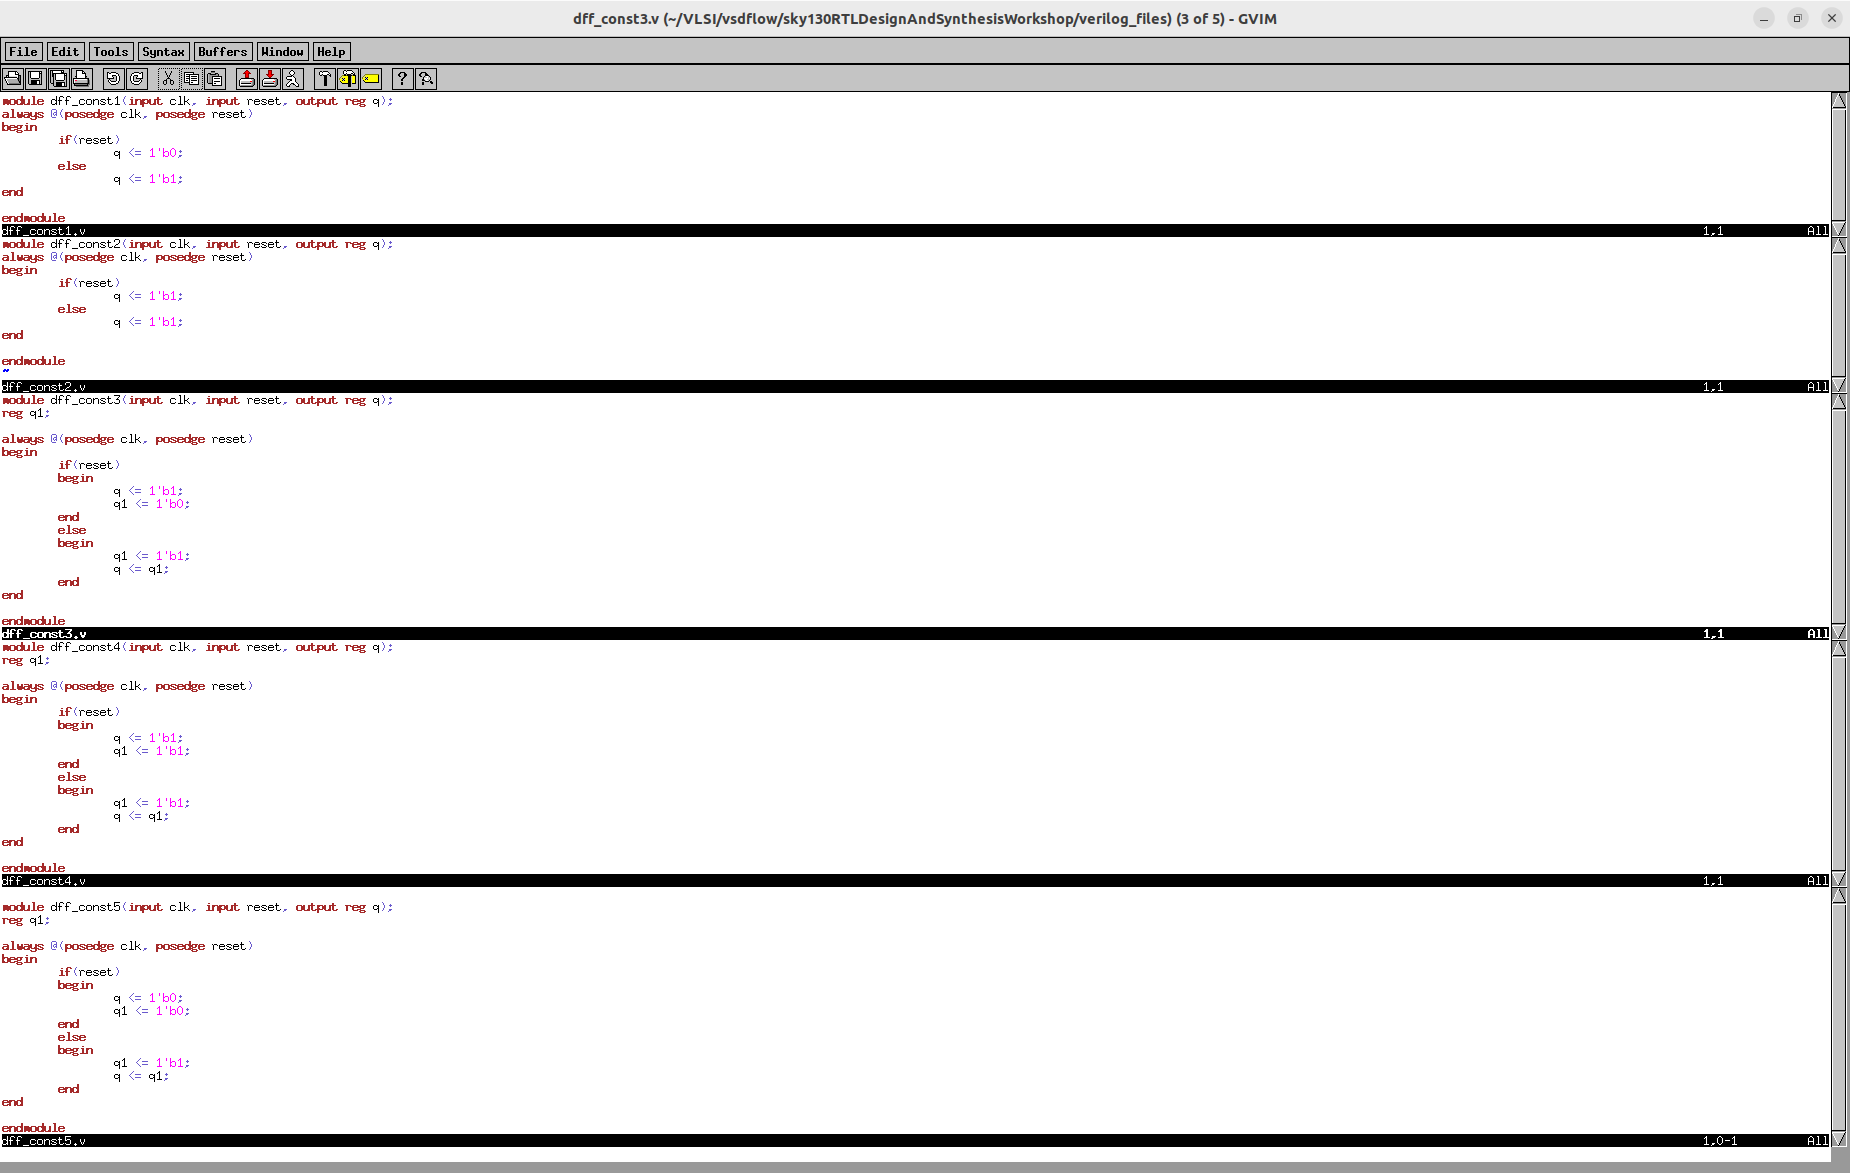 dff_const3.v (~/VLSI/vsdflow/sky130RTLDesignAndSynthesisWorkshop/verilog_files) (3 of 5) - GVIM
File Edit Tools Syntax Buffers Window Help
module dff_const1(input clk, input reset, output reg q);
always @(posedge clk, posedge reset)
begin
if(reset)
q <= 1'b0;
else
q <= 1'b1;
end
endmodule
dff_const1.v 1,1 All
module dff_const2(input clk, input reset, output reg q);
always @(posedge clk, posedge reset)
begin
if(reset)
q <= 1'b1;
else
q <= 1'b1;
end
endmodule
~
dff_const2.v 1,1 All
module dff_const3(input clk, input reset, output reg q);
reg q1;
always @(posedge clk, posedge reset)
begin
if(reset)
begin
q <= 1'b1;
q1 <= 1'b0;
end
else
begin
q1 <= 1'b1;
q <= q1;
end
end
endmodule
dff_const3.v 1,1 All
module dff_const4(input clk, input reset, output reg q);
reg q1;
always @(posedge clk, posedge reset)
begin
if(reset)
begin
q <= 1'b1;
q1 <= 1'b1;
end
else
begin
q1 <= 1'b1;
q <= q1;
end
end
endmodule
dff_const4.v 1,1 All
module dff_const5(input clk, input reset, output reg q);
reg q1;
always @(posedge clk, posedge reset)
begin
if(reset)
begin
q <= 1'b0;
q1 <= 1'b0;
end
else
begin
q1 <= 1'b1;
q <= q1;
end
end
endmodule
dff_const5.v 1,0-1 All